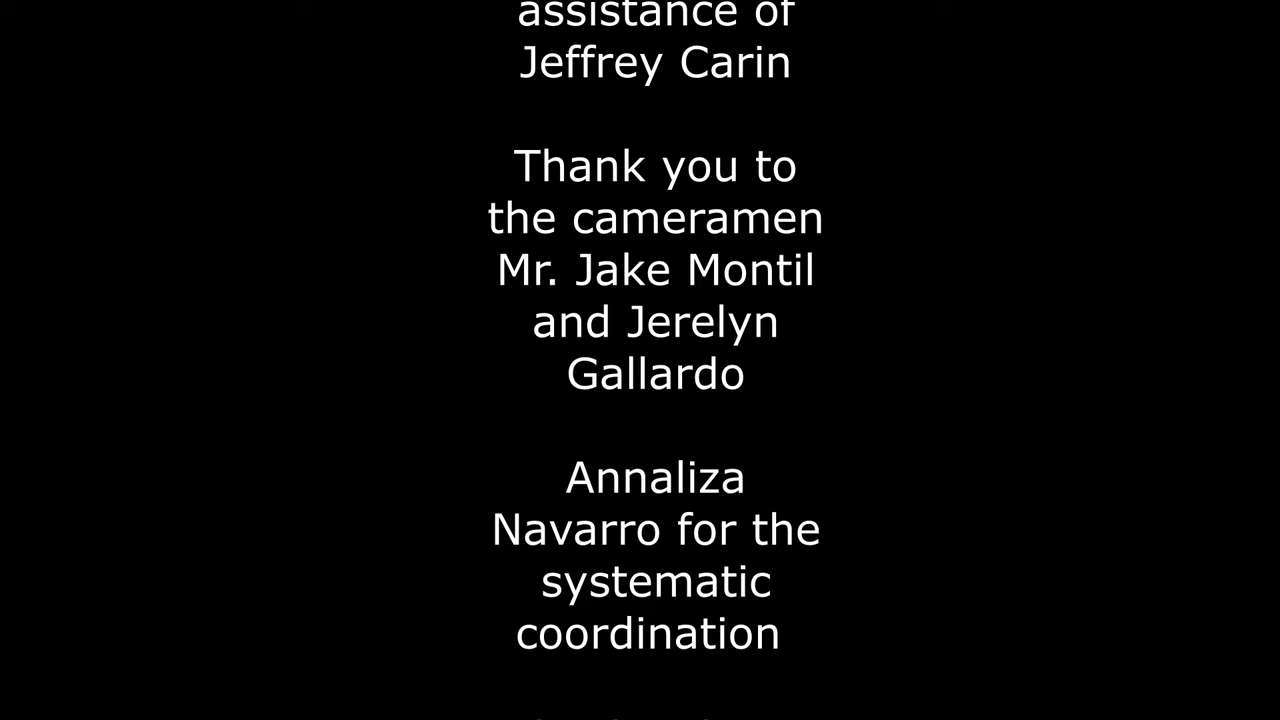 assistance of
Jeffrey Carin
Thank you to
the cameramen
Mr. Jake Montil
and Jerelyn
Gallardo
Annaliza
Navarro for the
systematic
coordination